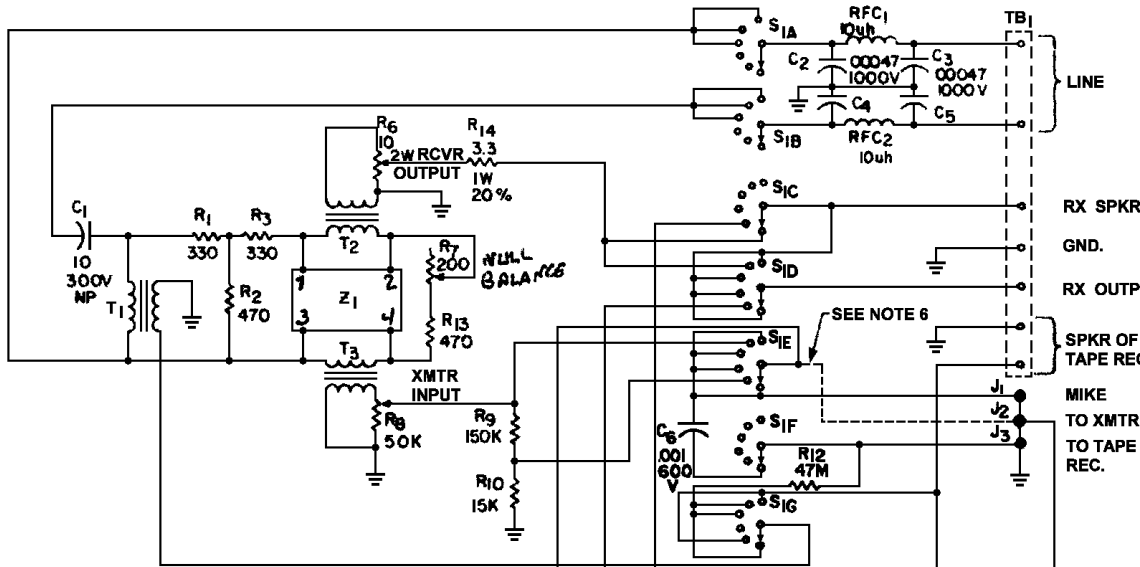 S1A
RFC1
10uh
TB1
C2
.00047
1000V
C3
.00047
1000V
LINE
C4
C5
S1B
RFC2
10uh
R6
10
2W RCVR
OUTPUT
R14
3.3
1W
20%
S1C
RX SPKR
C1
10
300V
NP
R1
330
R3
330
T2
R7
200
NULL
BALANCE
GND.
S1D
R2
470
1
2
Z1
3
4
RX OUTP
T1
R13
470
SEE NOTE 6
T3
S1E
SPKR OF
TAPE REC
XMTR
INPUT
J1
MIKE
R8
50K
R9
150K
J2
TO XMTR
C6
.001
600
V
S1F
J3
TO TAPE
REC.
R12
47M
R10
15K
S1G